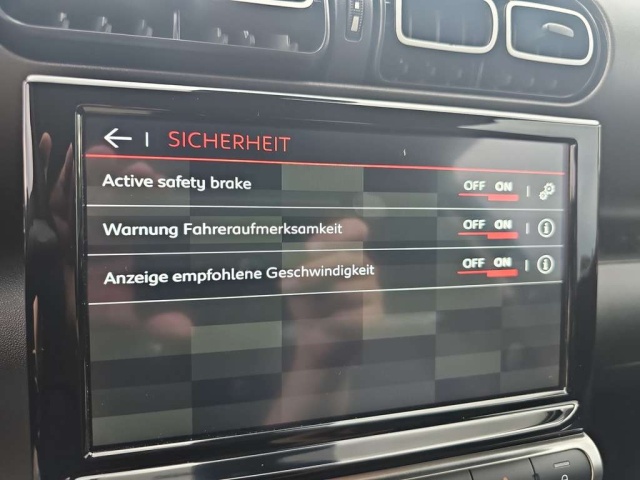 SICHERHEIT
Active safety brake OFF ON
Warnung Fahreraufmerksamkeit OFF ON
Anzeige empfohlene Geschwindigkeit OFF ON